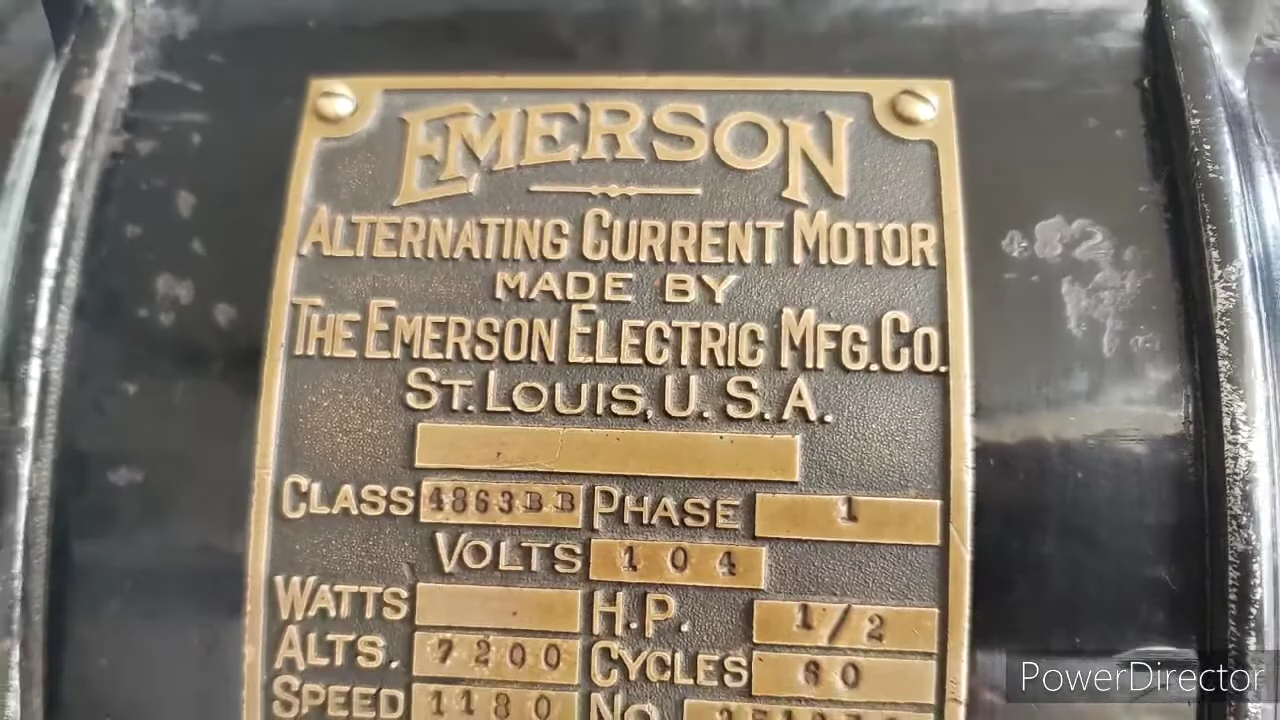 EMERSON
ALTERNATING CURRENT MOTOR
MADE BY
THE EMERSON ELECTRIC MFG.CO.
ST. LOUIS, U.S.A.
CLASS 4863BB PHASE 1
VOLTS 104
WATTS H.P. 1/2
ALTS. 7200 CYCLES 60
SPEED 1180 NO.
PowerDirector